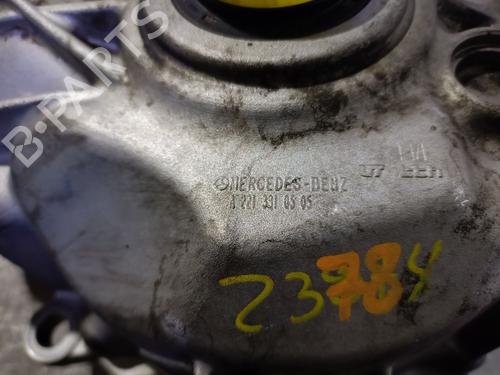 B-PARTS
MERCEDES-BENZ
A 221 331 05 05
23784